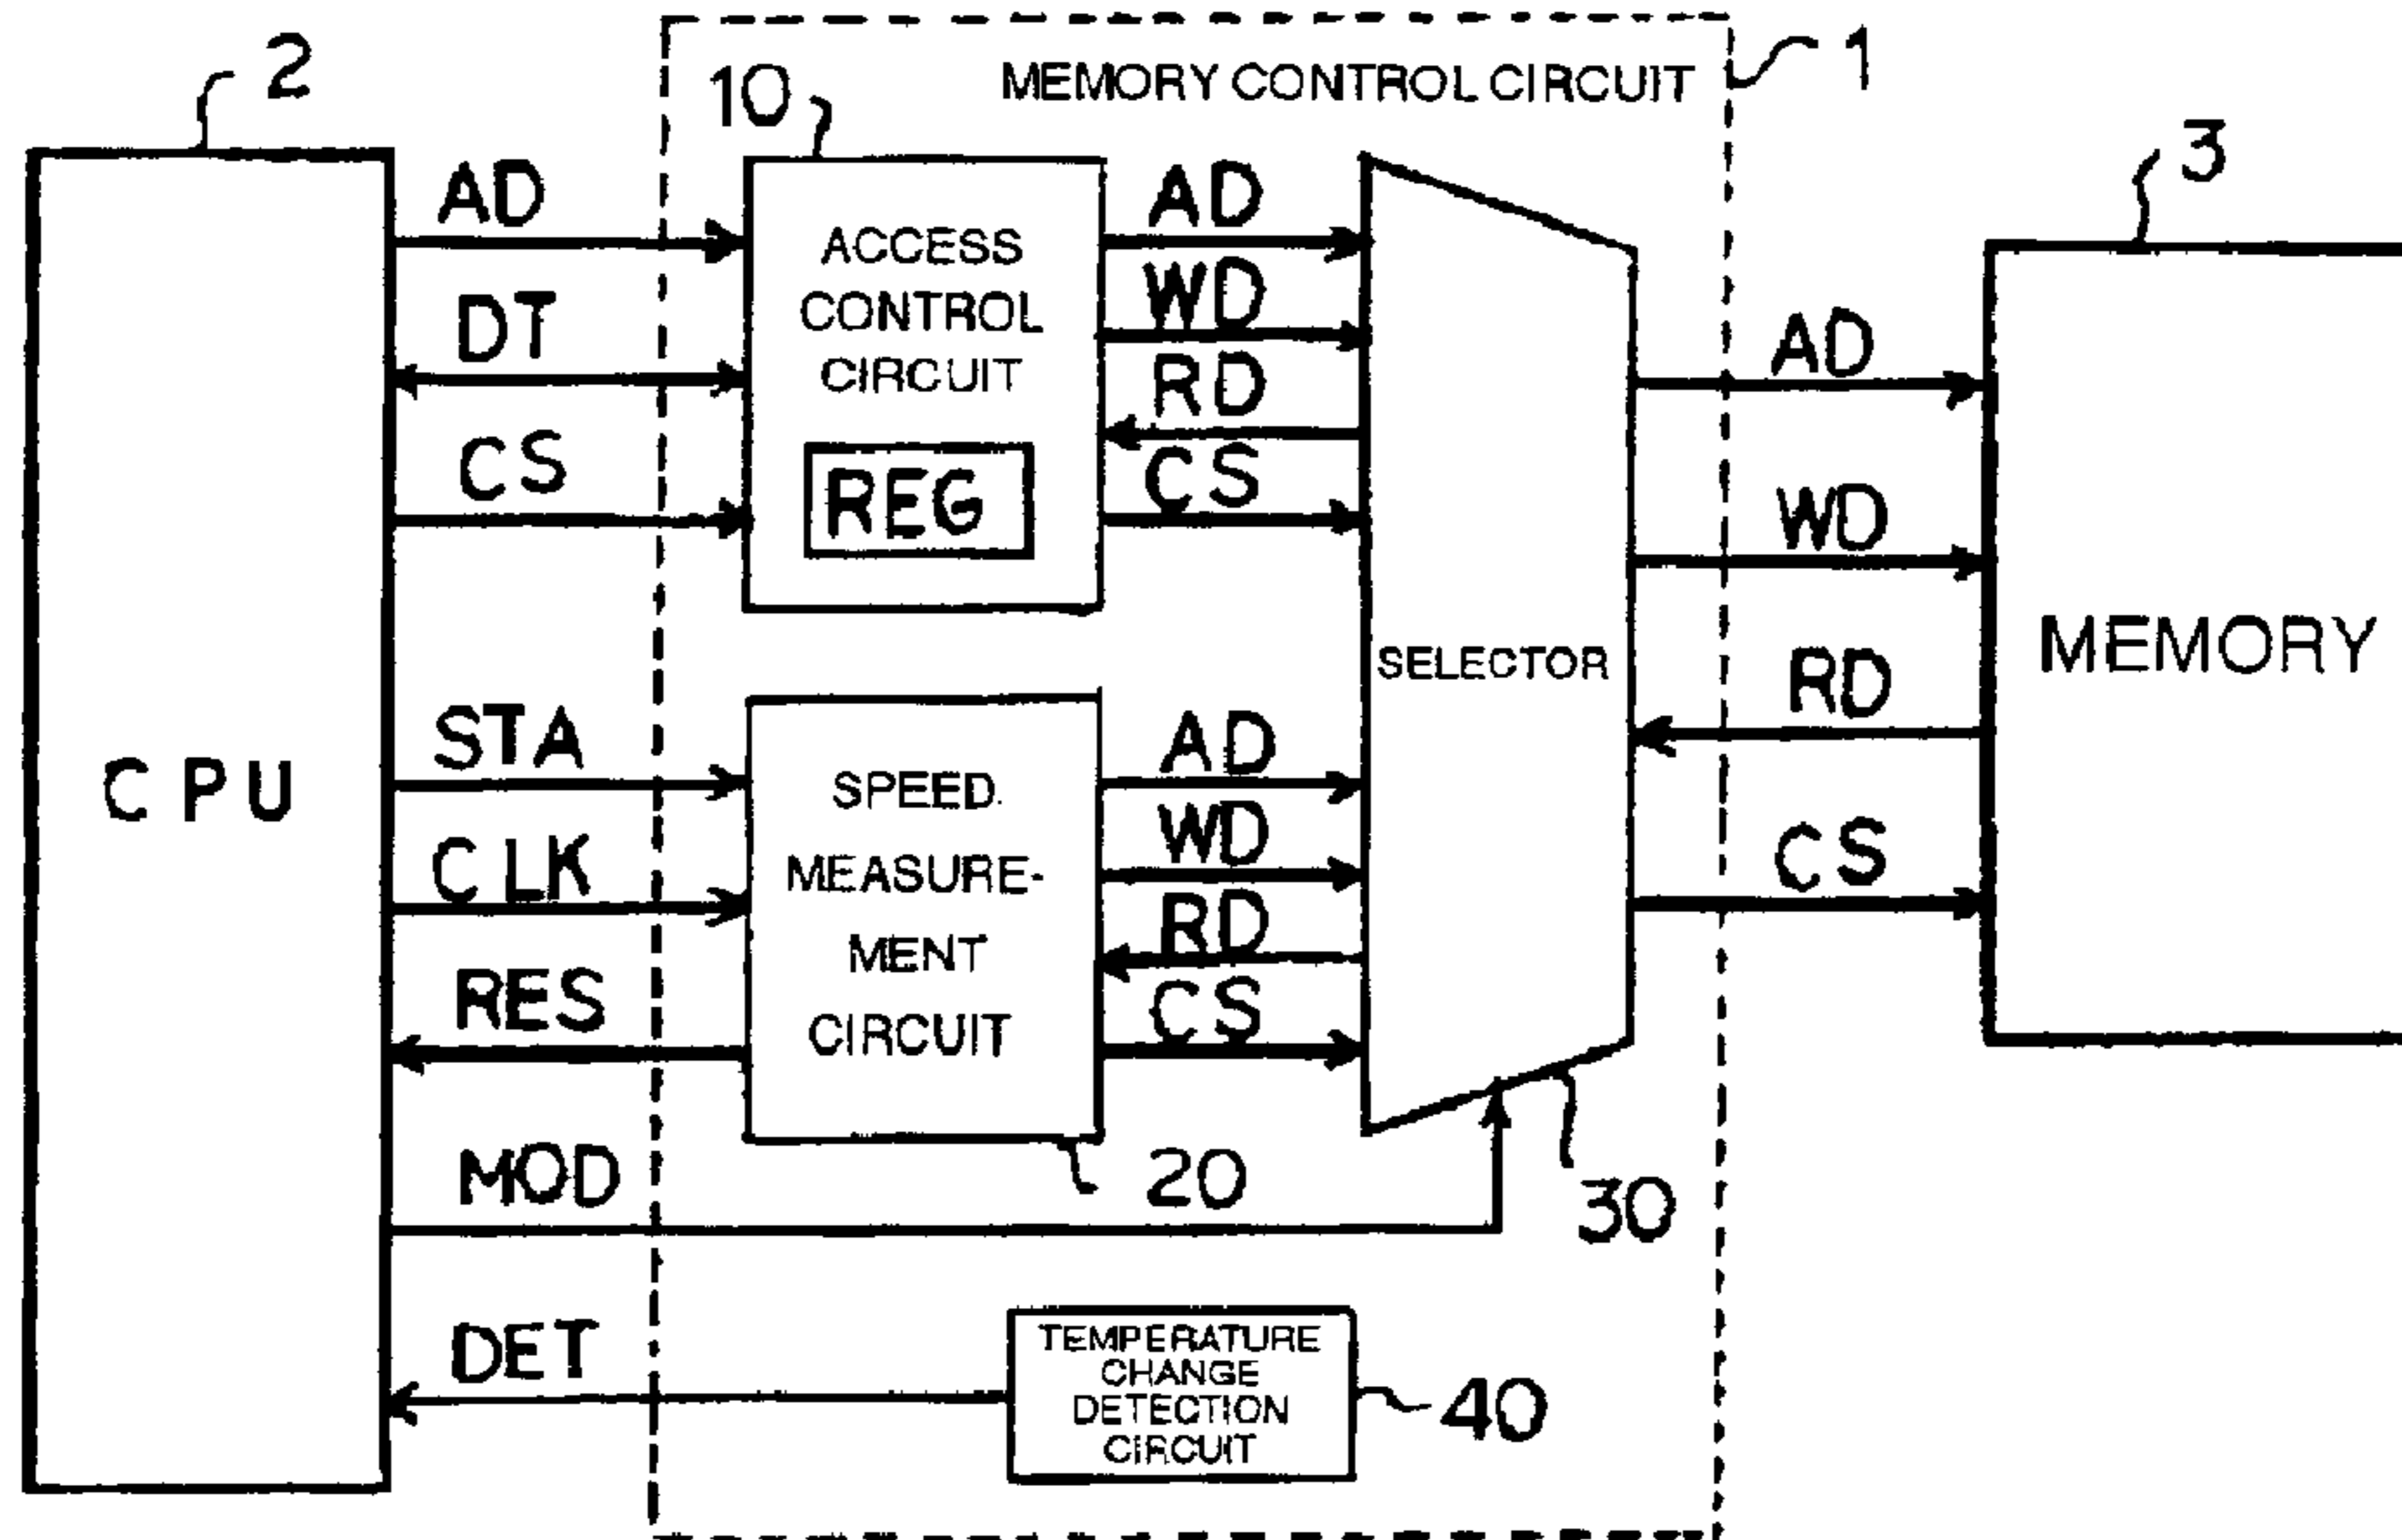 2
10
MEMORY CONTROL CIRCUIT
1
3
AD
DT
CS
ACCESS
CONTROL
CIRCUIT
REG
AD
WD
RD
CS
CPU
STA
CLK
RES
MOD
DET
SPEED
MEASURE-
MENT
CIRCUIT
20
AD
WD
RD
CS
SELECTOR
30
AD
WD
RD
CS
MEMORY
TEMPERATURE
CHANGE
DETECTION
CIRCUIT
40